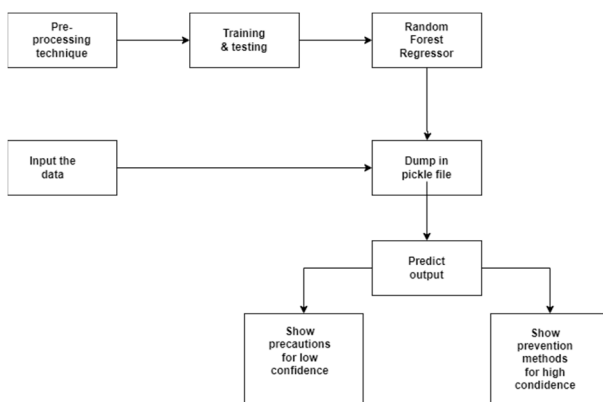 Pre-
processing
technique
Training
& testing
Random
Forest
Regressor
Input the
data
Dump in
pickle file
Predict
output
Show
precautions
for low
confidence
Show
prevention
methods
for high
condidence